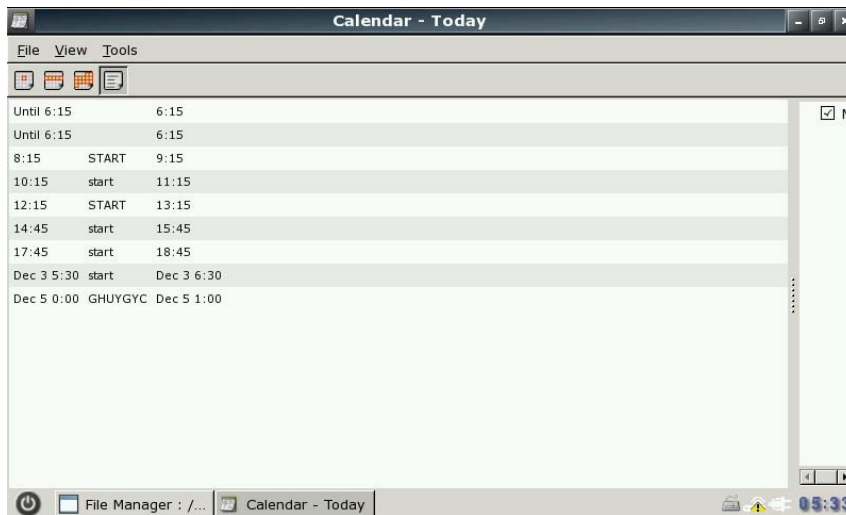 Calendar - Today
File View Tools
Until 6:15 6:15
Until 6:15 6:15
8:15 START 9:15
10:15 start 11:15
12:15 START 13:15
14:45 start 15:45
17:45 start 18:45
Dec 3 5:30 start Dec 3 6:30
Dec 5 0:00 GHUYGYC Dec 5 1:00
File Manager : /... Calendar - Today 05:33